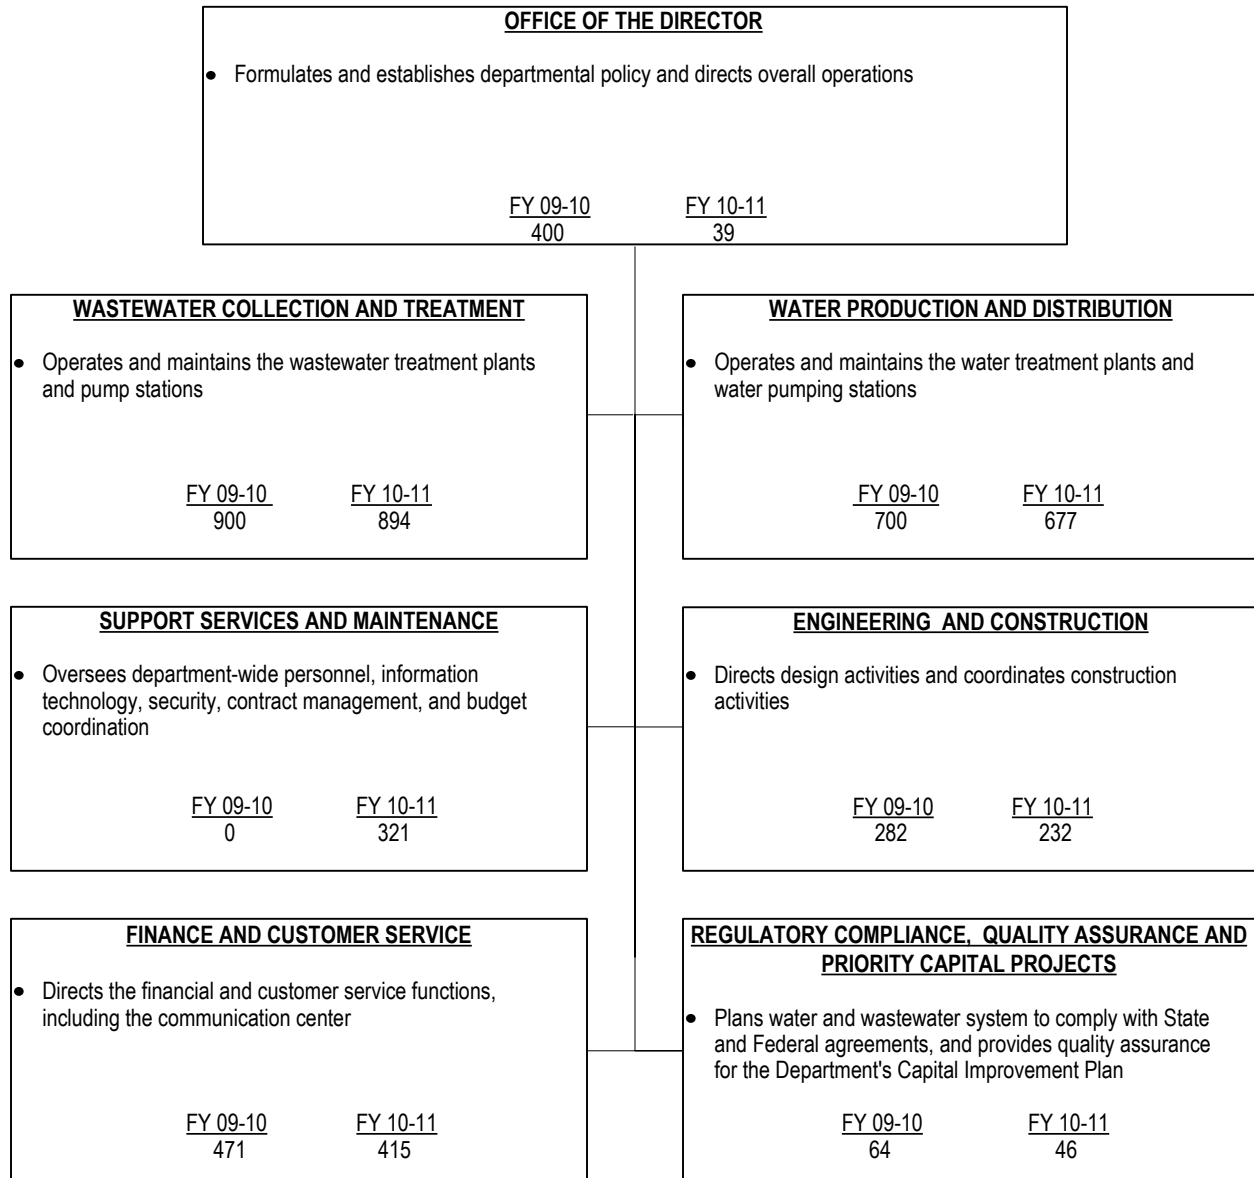 OFFICE OF THE DIRECTOR
• Formulates and establishes departmental policy and directs overall operations
FY 09-10 FY 10-11
400 39
WASTEWATER COLLECTION AND TREATMENT
• Operates and maintains the wastewater treatment plants
and pump stations
FY 09-10 FY 10-11
900 894
WATER PRODUCTION AND DISTRIBUTION
• Operates and maintains the water treatment plants and
water pumping stations
FY 09-10 FY 10-11
700 677
SUPPORT SERVICES AND MAINTENANCE
• Oversees department-wide personnel, information
technology, security, contract management, and budget
coordination
FY 09-10 FY 10-11
0 321
ENGINEERING AND CONSTRUCTION
• Directs design activities and coordinates construction
activities
FY 09-10 FY 10-11
282 232
FINANCE AND CUSTOMER SERVICE
• Directs the financial and customer service functions,
including the communication center
FY 09-10 FY 10-11
471 415
REGULATORY COMPLIANCE, QUALITY ASSURANCE AND
PRIORITY CAPITAL PROJECTS
• Plans water and wastewater system to comply with State
and Federal agreements, and provides quality assurance
for the Department's Capital Improvement Plan
FY 09-10 FY 10-11
64 46